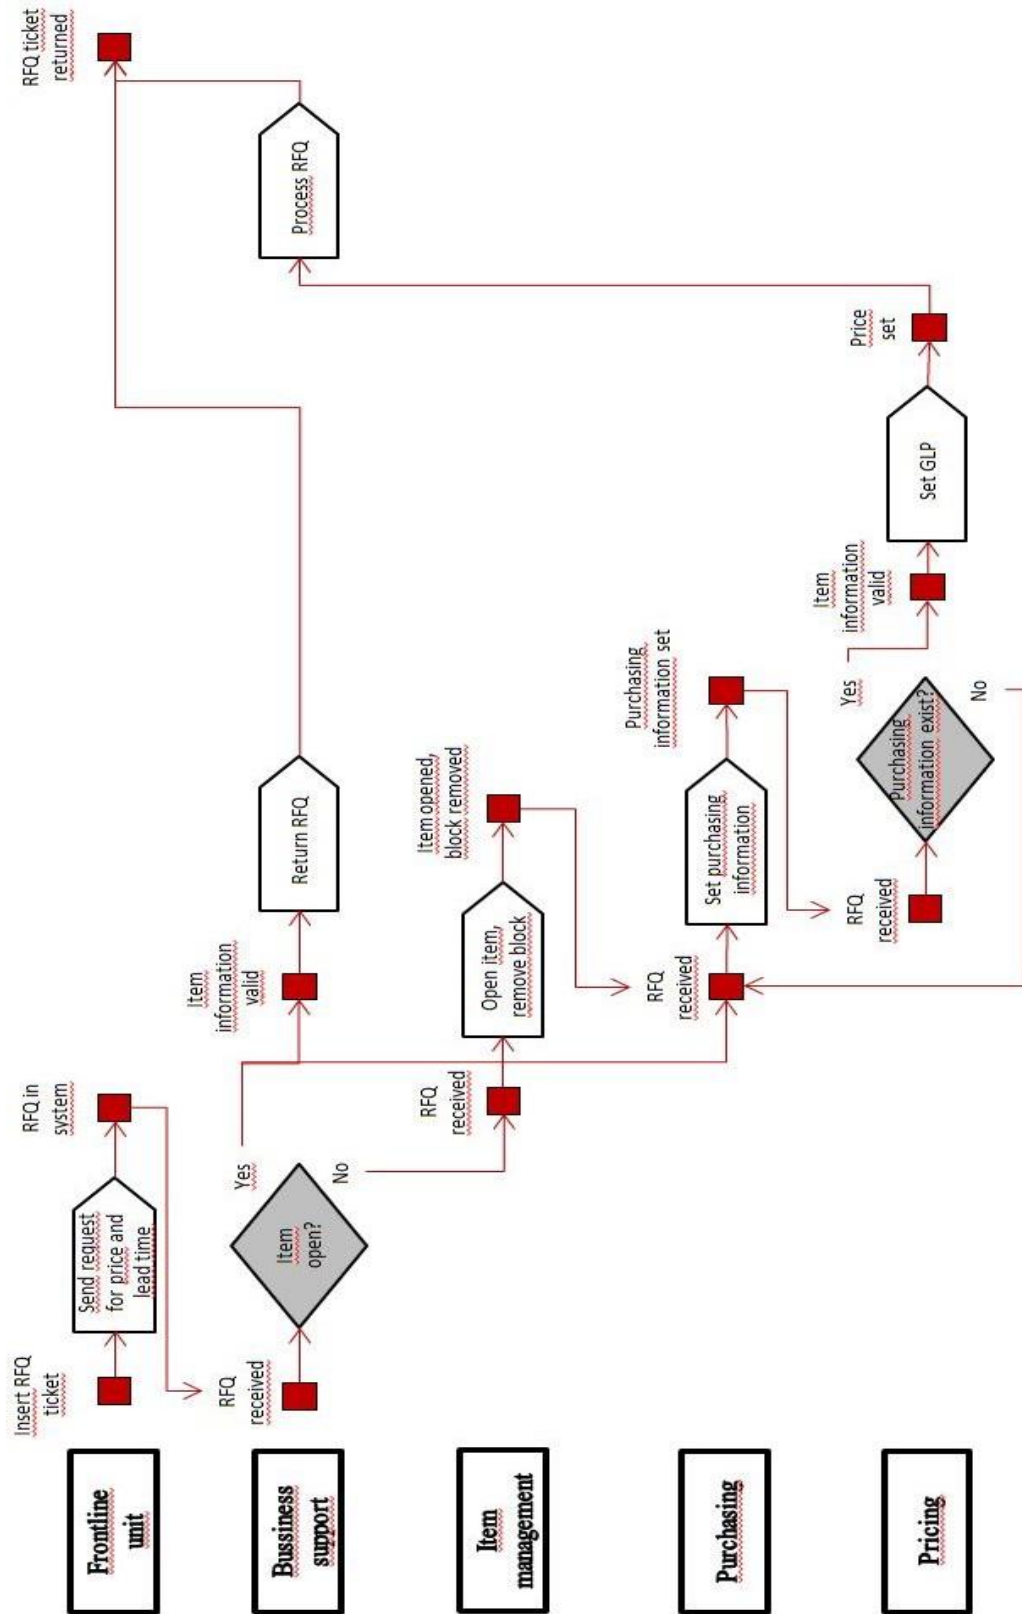 Frontline
unit
Insert RFQ
ticket
Send request
for price and
lead time
RFQ in
system
RFQ ticket
returned
Bussiness
support
RFQ
received
Item
open?
Yes
No
Item
information
valid
Return RFQ
Process RFQ
Item
management
RFQ
received
Open item,
remove block
Item opened,
block removed
Purchasing
RFQ
received
Set purchasing
information
Purchasing
information set
Pricing
RFQ
received
Purchasing
information exist?
Yes
No
Item
information
valid
Set GLP
Price
set